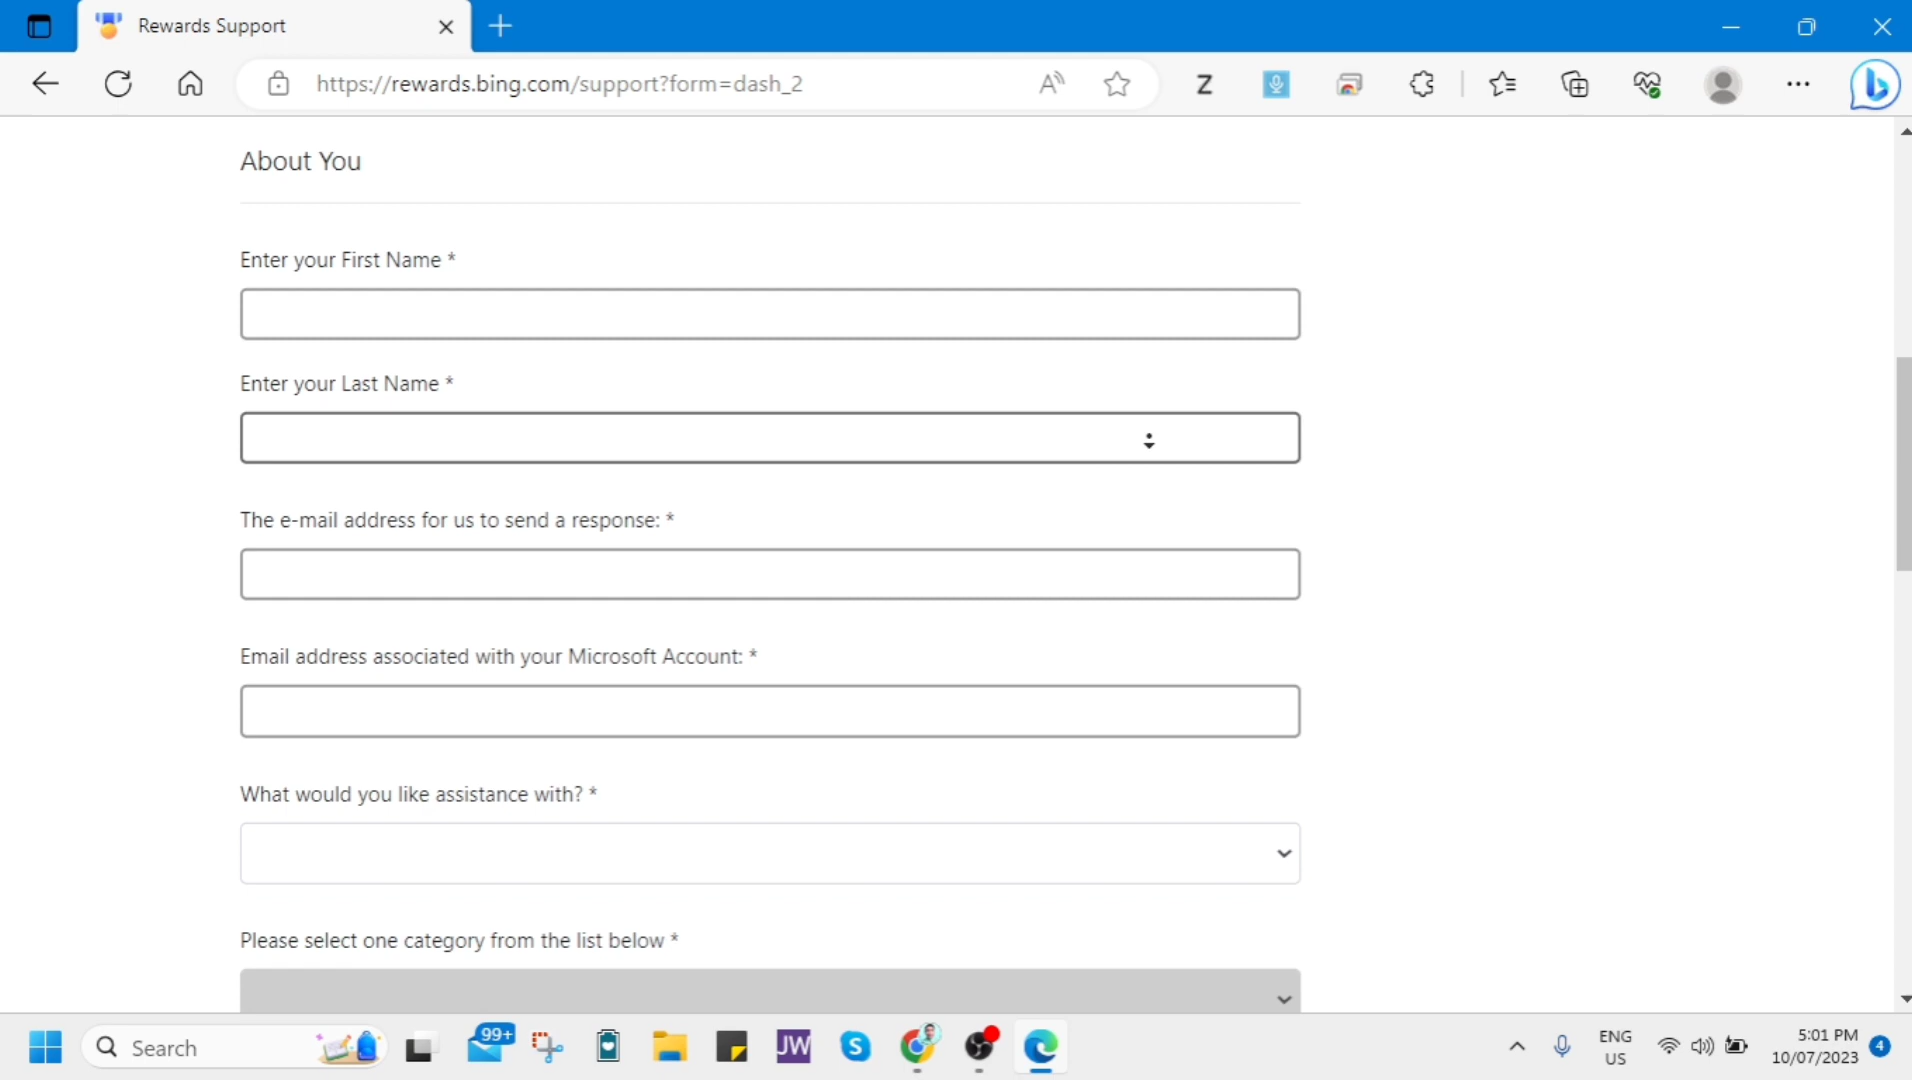 Rewards Support
https://rewards.bing.com/support?form=dash_2
About You
Enter your First Name *
Enter your Last Name *
The e-mail address for us to send a response: *
Email address associated with your Microsoft Account: *
What would you like assistance with? *
Please select one category from the list below *
Search
99+
JW
S
ENG
US
5:01 PM
10/07/2023
4